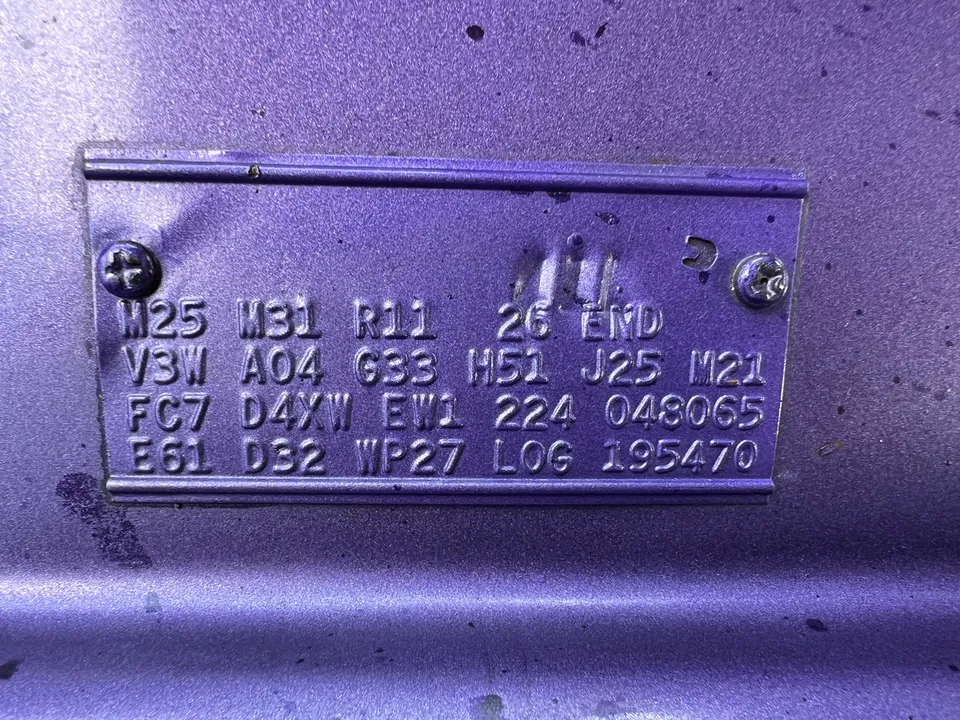 M25 M31 R11 26 END
V3W A04 G33 H51 J25 M21
FC7 D4XW EW1 224 048065
E61 D32 WP27 L0G 195470